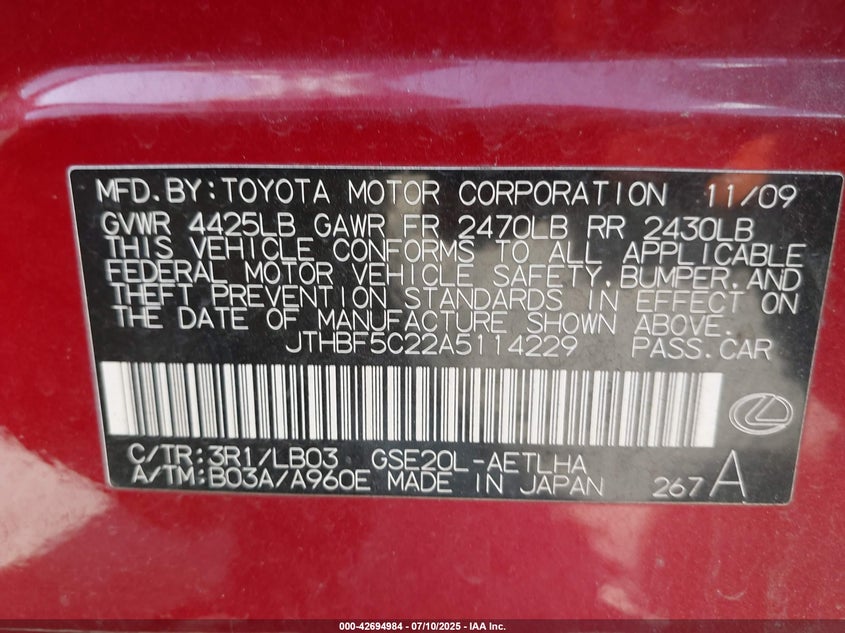 MFD.BY:TOYOTA MOTOR CORPORATION 11/09
GVWR 4425LB GAWR FR 2470LB RR 2430LB
THIS VEHICLE CONFORMS TO ALL APPLICABLE
FEDERAL MOTOR VEHICLE SAFETY,BUMPER,AND
THEFT PREVENTION STANDARDS IN EFFECT ON
THE DATE OF MANUFACTURE SHOWN ABOVE.
JTHBF5C22A5114229 PASS.CAR
C/TR:3R1/LB03 GSE20L-AETLHA
A/TM:B03A/A960E MADE IN JAPAN 267A
000-42694984 / 07/10/2025 - IAA Inc.